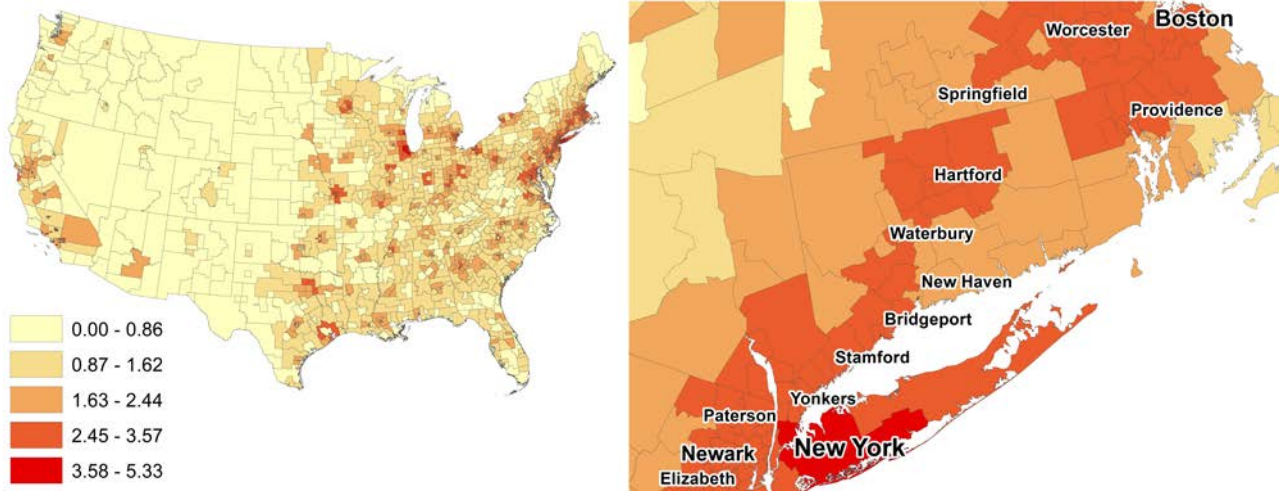 0.00 - 0.86
0.87 - 1.62
1.63 - 2.44
2.45 - 3.57
3.58 - 5.33
Boston
Worcester
Springfield
Providence
Hartford
Waterbury
New Haven
Bridgeport
Stamford
Yonkers
Paterson
New York
Newark
Elizabeth